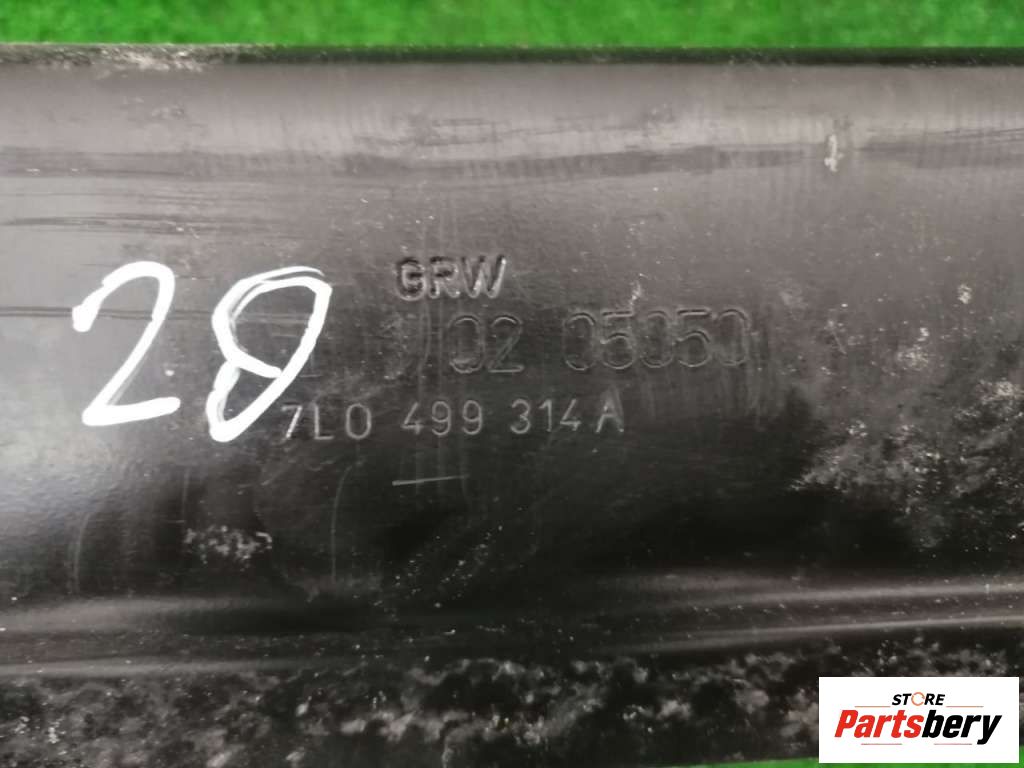 28
GRW
02 05050
7L0 499 314 A
STORE
Partsbery